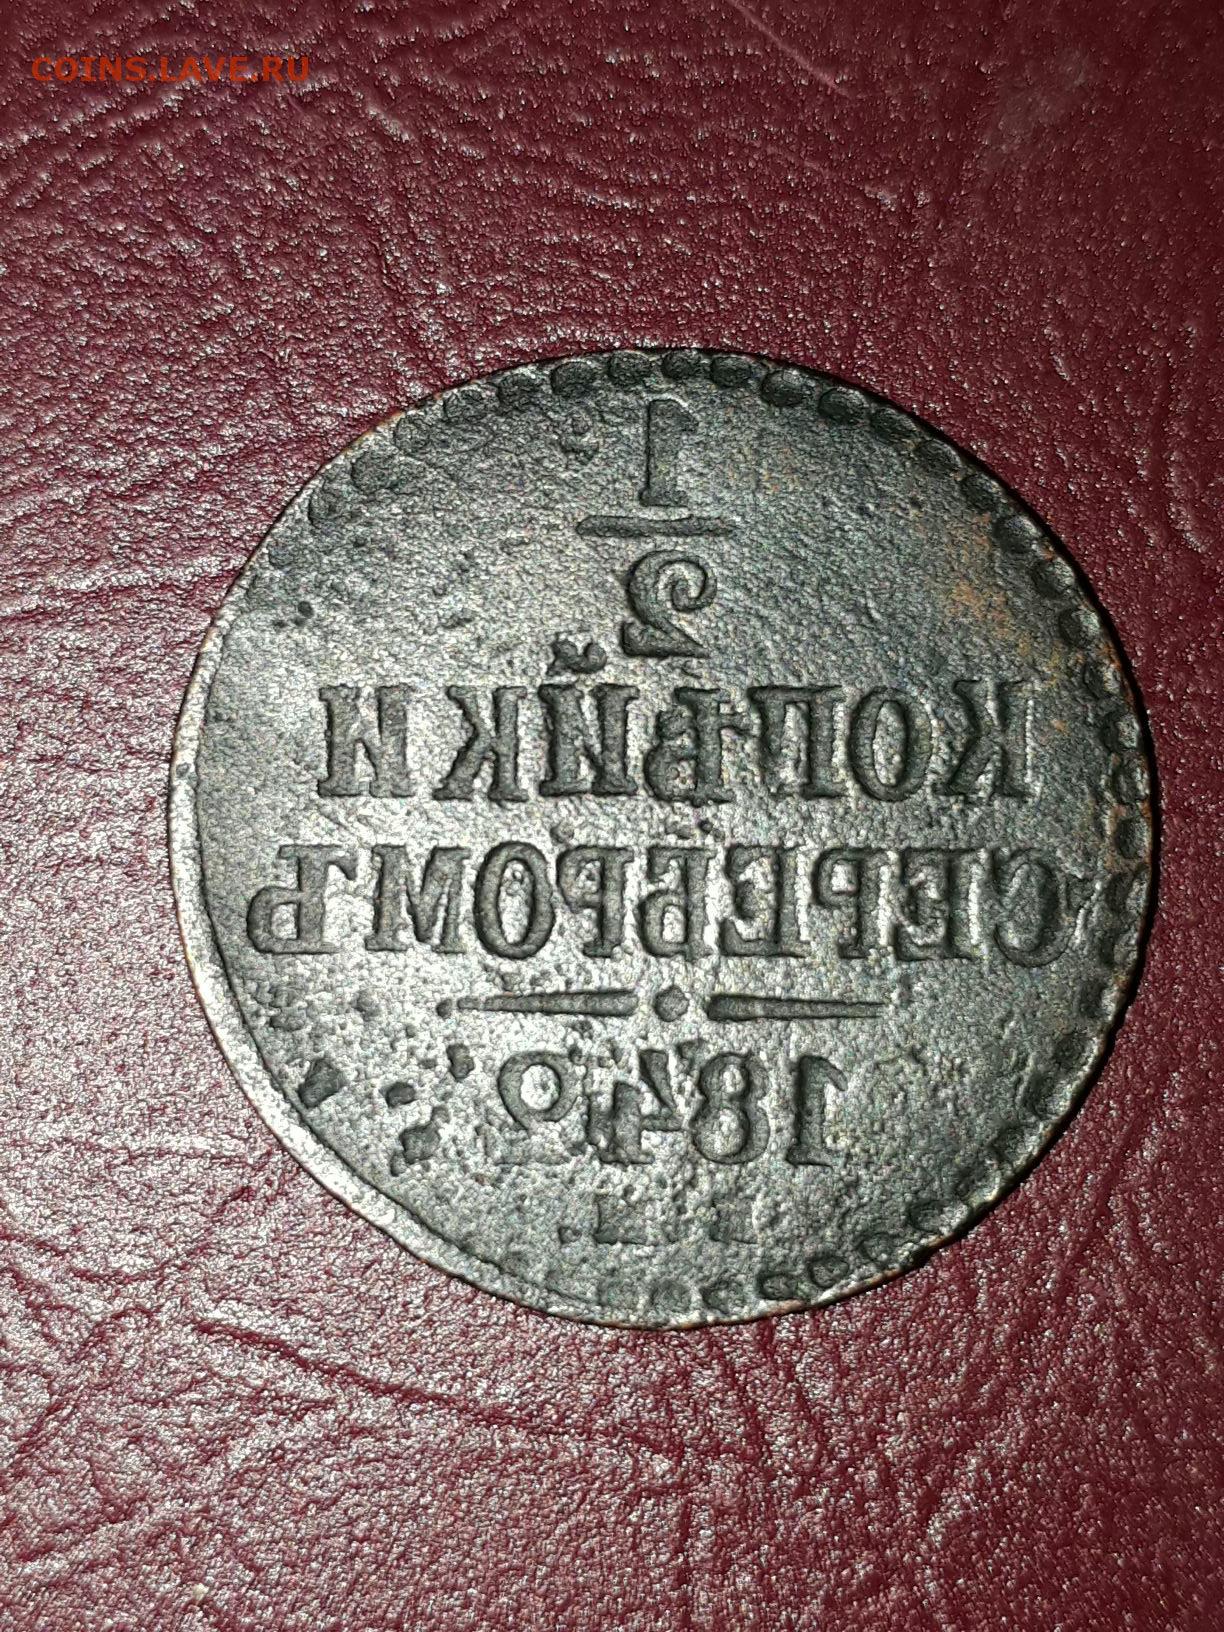 COINS.LAVE.RU
1
2
КОПѢЙКИ
СЕРЕБРОМЪ
1842